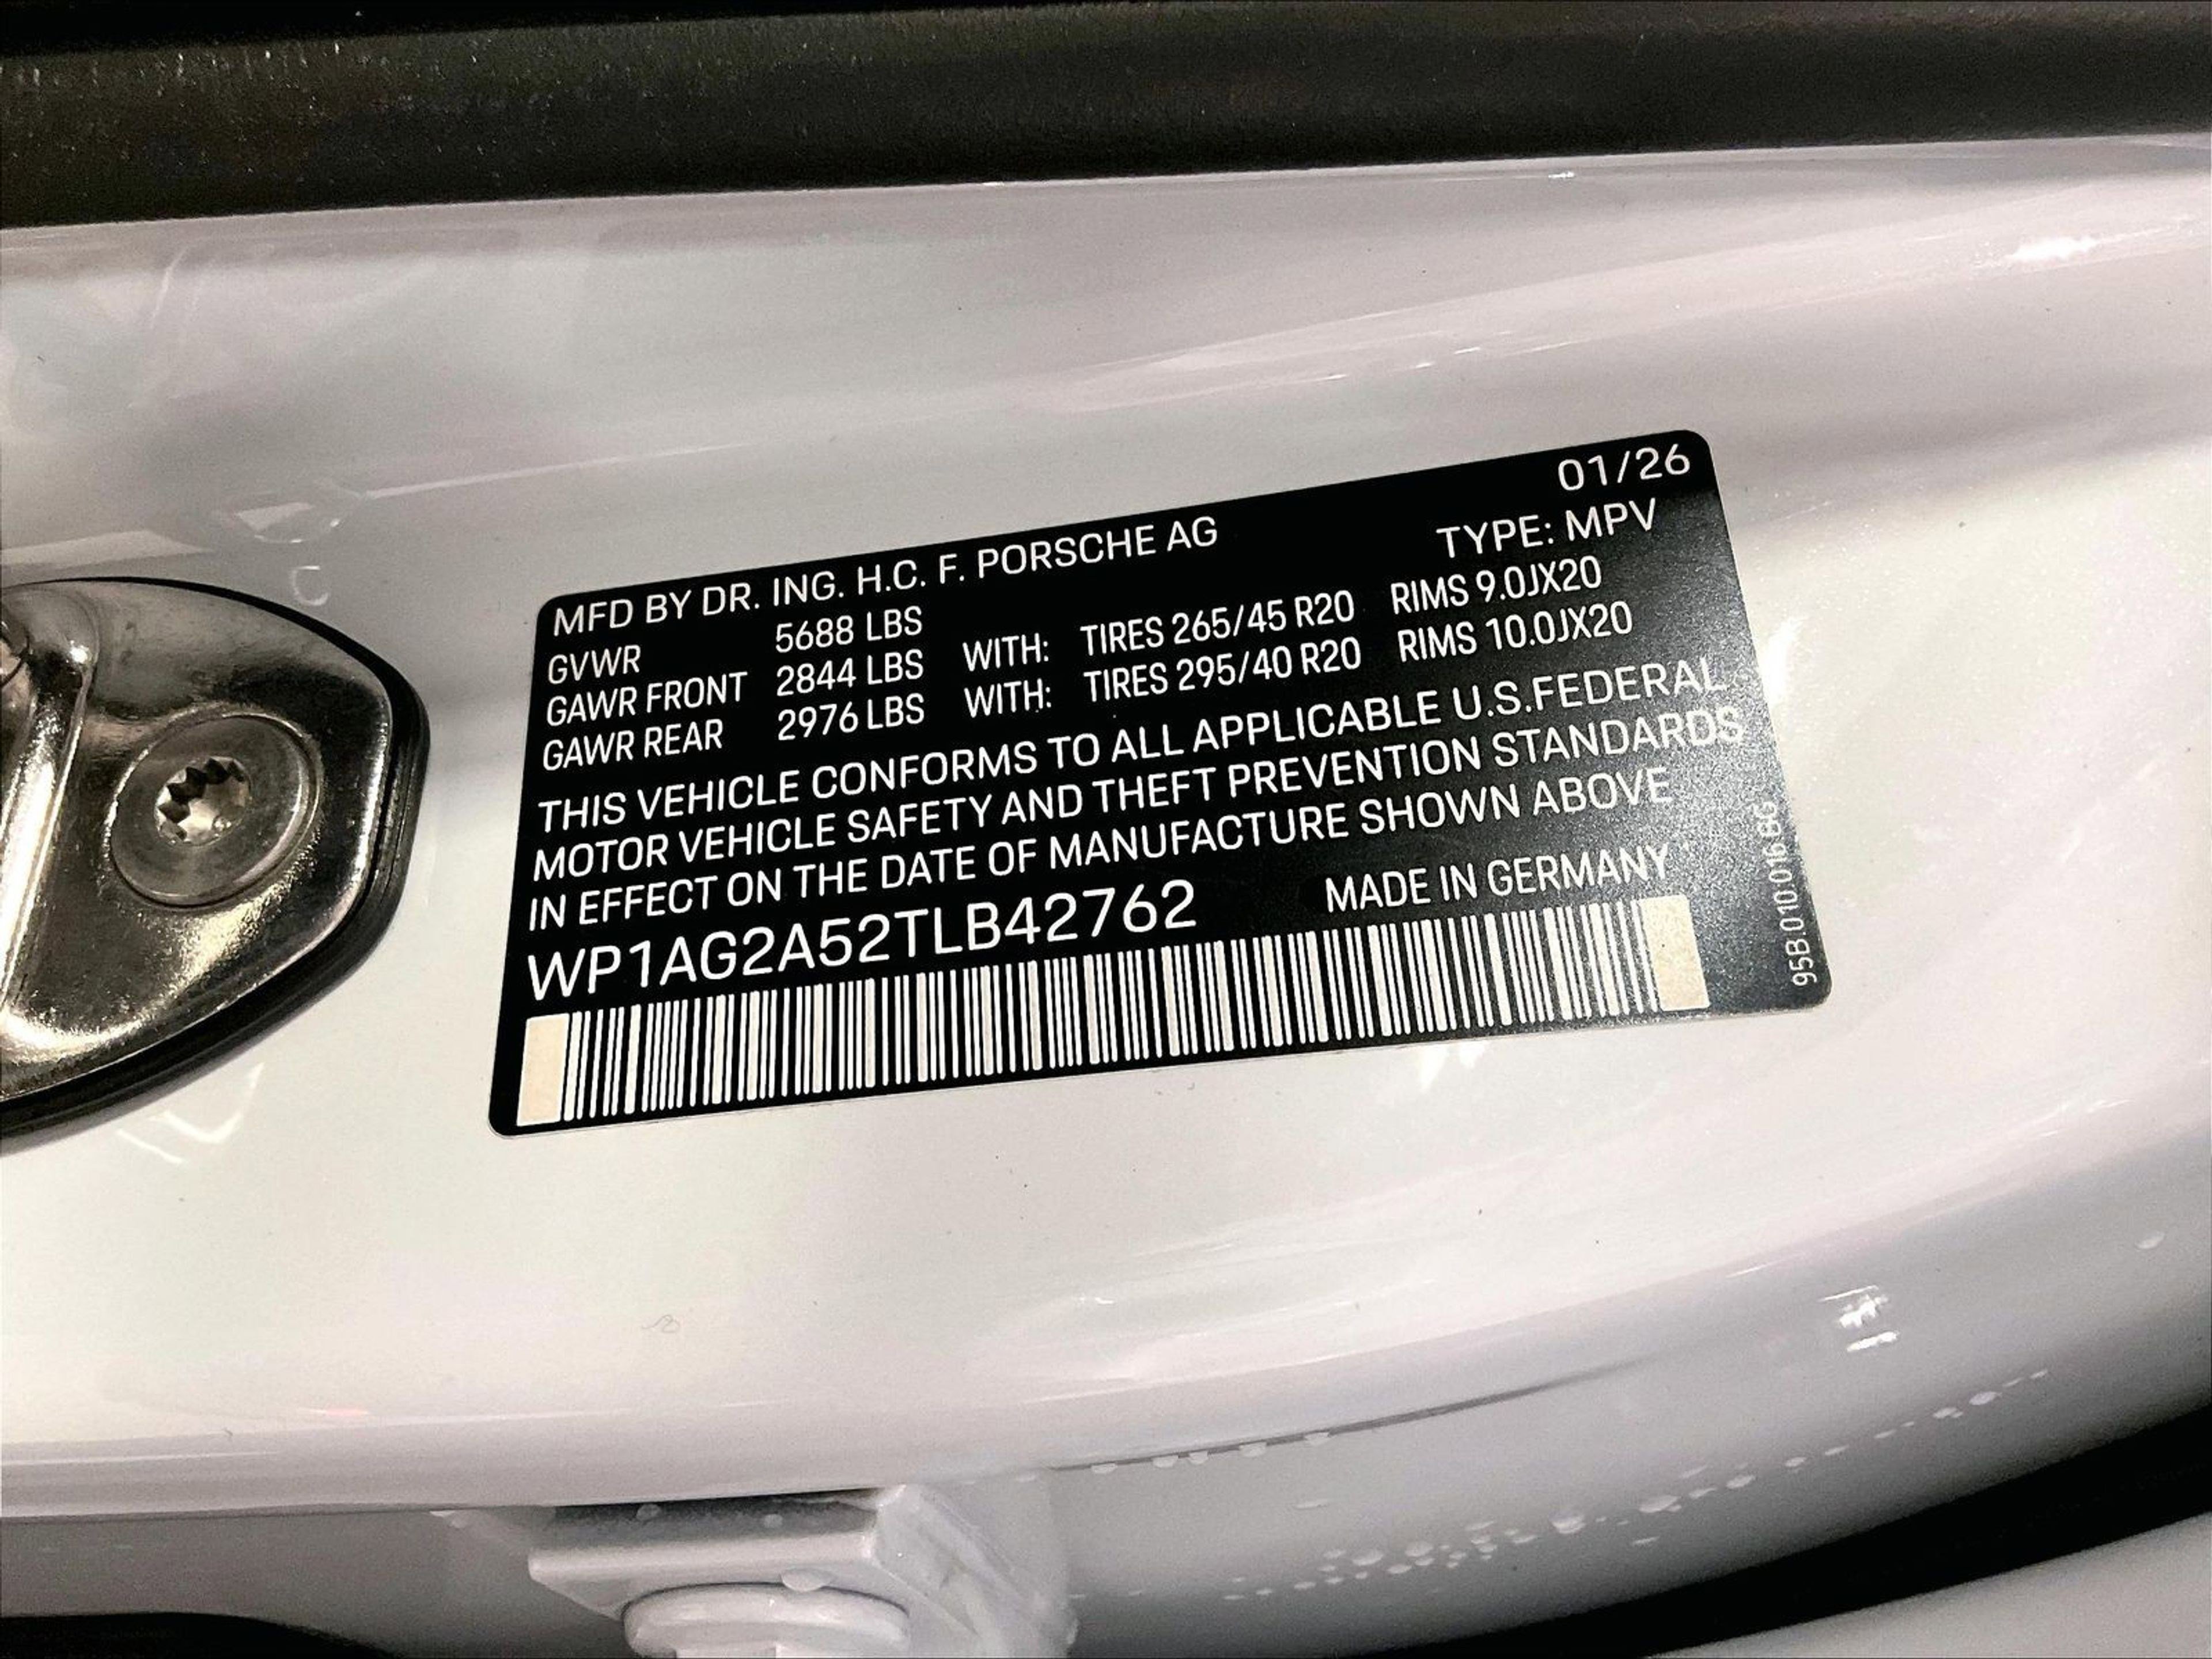 01/26
MFD BY DR. ING. H.C. F. PORSCHE AG TYPE: MPV
GVWR 5688 LBS
GAWR FRONT 2844 LBS WITH: TIRES 265/45 R20 RIMS 9.0JX20
GAWR REAR 2976 LBS WITH: TIRES 295/40 R20 RIMS 10.0JX20
THIS VEHICLE CONFORMS TO ALL APPLICABLE U.S.FEDERAL
MOTOR VEHICLE SAFETY AND THEFT PREVENTION STANDARDS
IN EFFECT ON THE DATE OF MANUFACTURE SHOWN ABOVE
WP1AG2A52TLB42762 MADE IN GERMANY
95B.010.016.BG